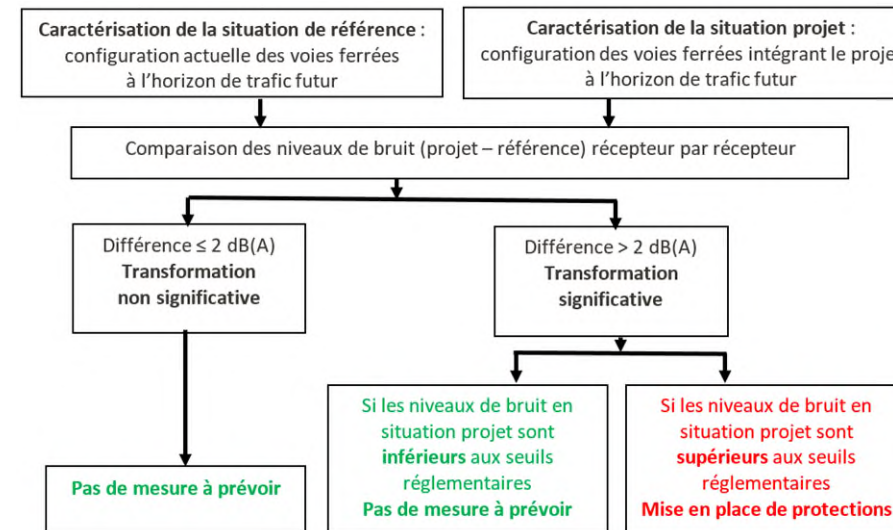 Caractérisation de la situation de référence :
configuration actuelle des voies ferrées
à l'horizon de trafic futur
Caractérisation de la situation projet :
configuration des voies ferrées intégrant le proje
à l'horizon de trafic futur
Comparaison des niveaux de bruit (projet – référence) récepteur par récepteur
Différence ≤ 2 dB(A)
Transformation
non significative
Différence > 2 dB(A)
Transformation
significative
Pas de mesure à prévoir
Si les niveaux de bruit en
situation projet sont
inférieurs aux seuils
réglementaires
Pas de mesure à prévoir
Si les niveaux de bruit en
situation projet sont
supérieurs aux seuils
réglementaires
Mise en place de protections